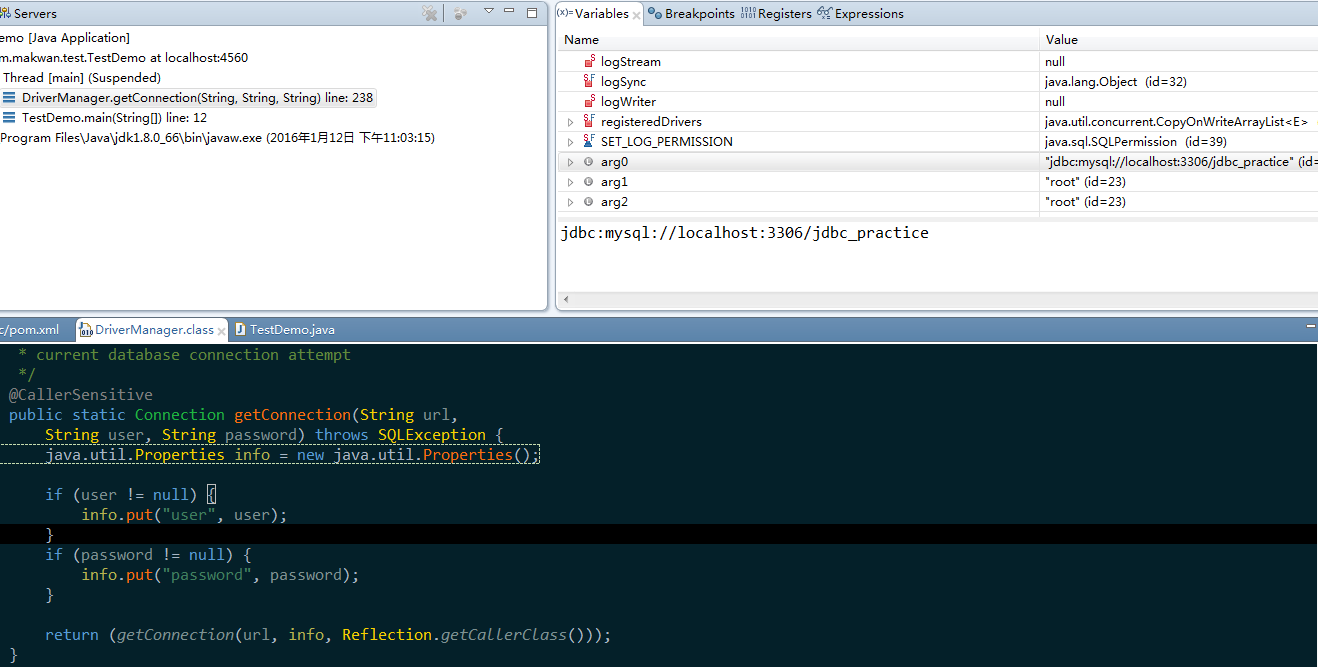 Servers
emo [Java Application]
m.makwan.test.TestDemo at localhost:4560
Thread [main] (Suspended)
DriverManager.getConnection(String, String, String) line: 238
TestDemo.main(String[]) line: 12
Program Files\Java\jdk1.8.0_66\bin\javaw.exe (2016年1月12日 下午11:03:15)
(x)= Variables Breakpoints Registers Expressions
Name Value
logStream null
logSync java.lang.Object (id=32)
logWriter null
registeredDrivers java.util.concurrent.CopyOnWriteArrayList<E>
SET_LOG_PERMISSION java.sql.SQLPermission (id=39)
arg0 "jdbc:mysql://localhost:3306/jdbc_practice" (id=
arg1 "root" (id=23)
arg2 "root" (id=23)
jdbc:mysql://localhost:3306/jdbc_practice
c/pom.xml DriverManager.class TestDemo.java
* current database connection attempt
*/
@CallerSensitive
public static Connection getConnection(String url,
String user, String password) throws SQLException {
java.util.Properties info = new java.util.Properties();
if (user != null) {
info.put("user", user);
}
if (password != null) {
info.put("password", password);
}
return (getConnection(url, info, Reflection.getCallerClass()));
}